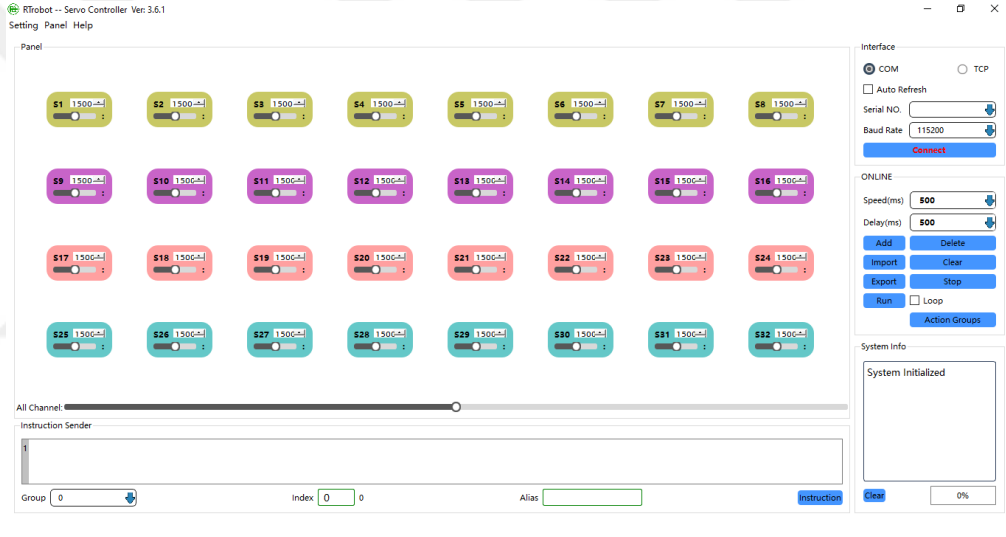 RTrobot -- Servo Controller Ver: 3.6.1
Setting Panel Help
Panel
S1 1500 S2 1500 S3 1500 S4 1500 S5 1500 S6 1500 S7 1500 S8 1500
S9 1500 S10 1500 S11 1500 S12 1500 S13 1500 S14 1500 S15 1500 S16 1500
S17 1500 S18 1500 S19 1500 S20 1500 S21 1500 S22 1500 S23 1500 S24 1500
S25 1500 S26 1500 S27 1500 S28 1500 S29 1500 S30 1500 S31 1500 S32 1500
All Channel:
Instruction Sender
1
Group 0 Index 0 0 Alias Instruction
Interface
COM TCP
Auto Refresh
Serial NO.
Baud Rate 115200
Connect
ONLINE
Speed(ms) 500
Delay(ms) 500
Add Delete
Import Clear
Export Stop
Run Loop
Action Groups
System Info
System Initialized
Clear 0%